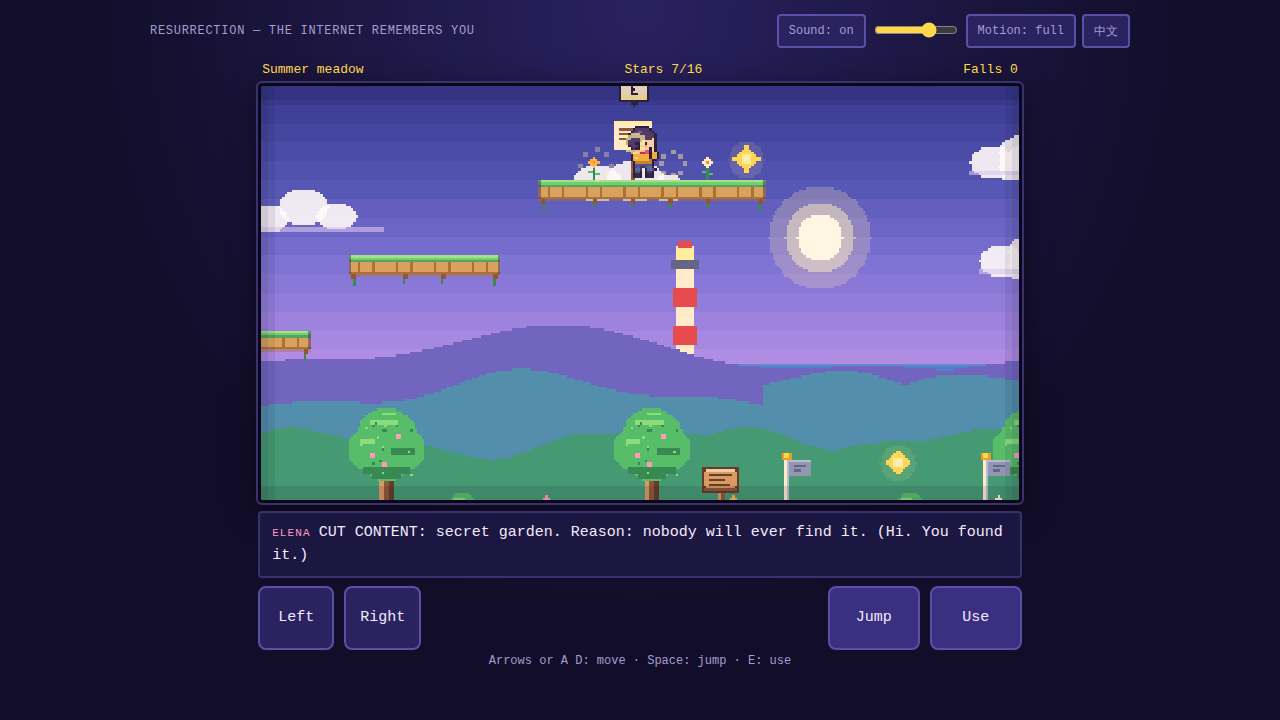 RESURRECTION — THE INTERNET REMEMBERS YOU
Sound: on
Motion: full
中文
Summer meadow
Stars 7/16
Falls 0
ELENA CUT CONTENT: secret garden. Reason: nobody will ever find it. (Hi. You found
it.)
Left
Right
Jump
Use
Arrows or A D: move · Space: jump · E: use